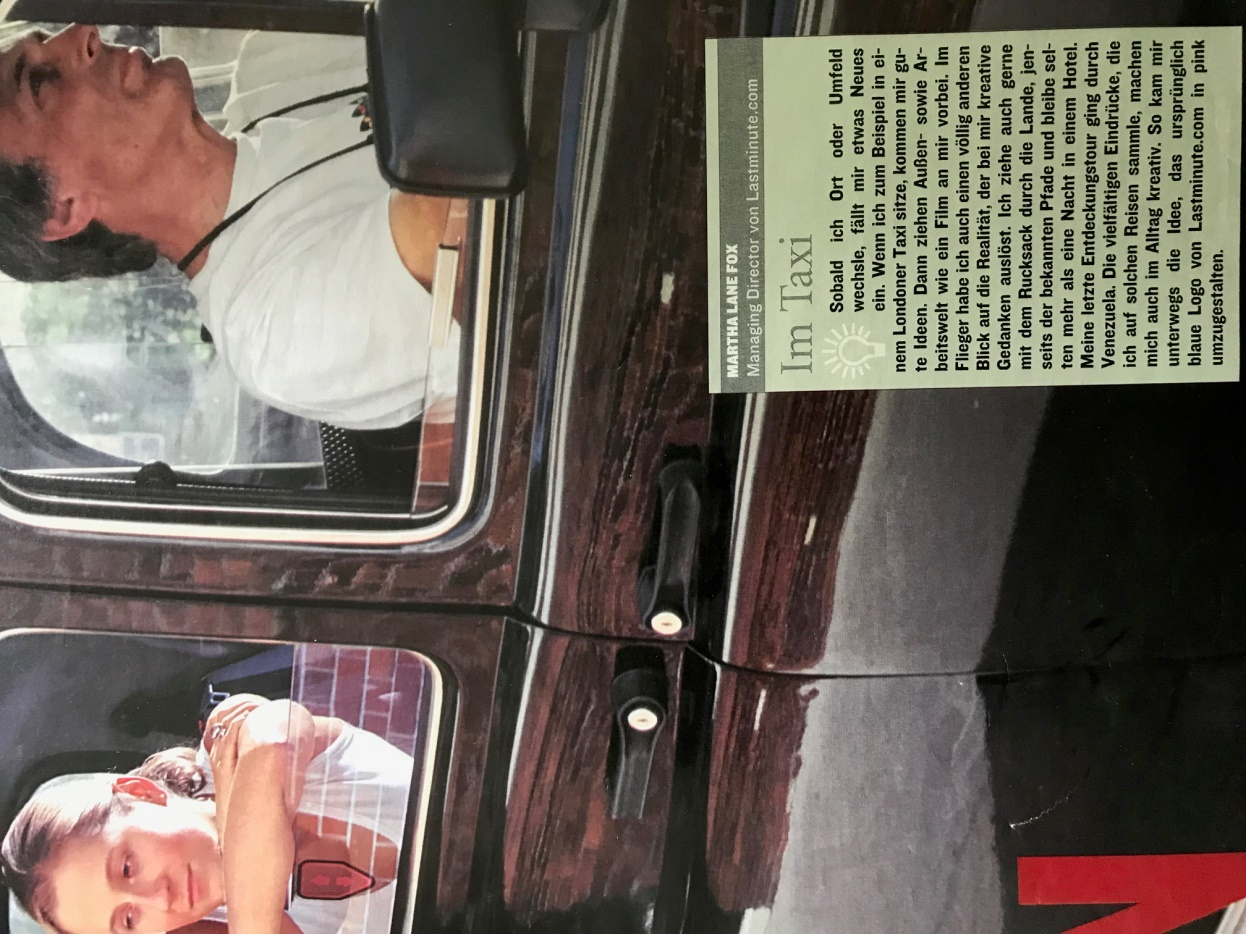 MARTHA LANE FOX
Managing Director von Lastminute.com
Im Taxi
Sobald ich Ort oder Umfeld
wechsle, fällt mir etwas Neues
ein. Wenn ich zum Beispiel in ei-
nem Londoner Taxi sitze, kommen mir gu-
te Ideen. Dann ziehen Außen- sowie Ar-
beitswelt wie ein Film an mir vorbei. Im
Flieger habe ich auch einen völlig anderen
Blick auf die Realität, der bei mir kreative
Gedanken auslöst. Ich ziehe auch gerne
mit dem Rucksack durch die Lande, jen-
seits der bekannten Pfade und bleibe sel-
ten mehr als eine Nacht in einem Hotel.
Meine letzte Entdeckungstour ging durch
Venezuela. Die vielfältigen Eindrücke, die
ich auf solchen Reisen sammle, machen
mich auch im Alltag kreativ. So kam mir
unterwegs die Idee, das ursprünglich
blaue Logo von Lastminute.com in pink
umzugestalten.